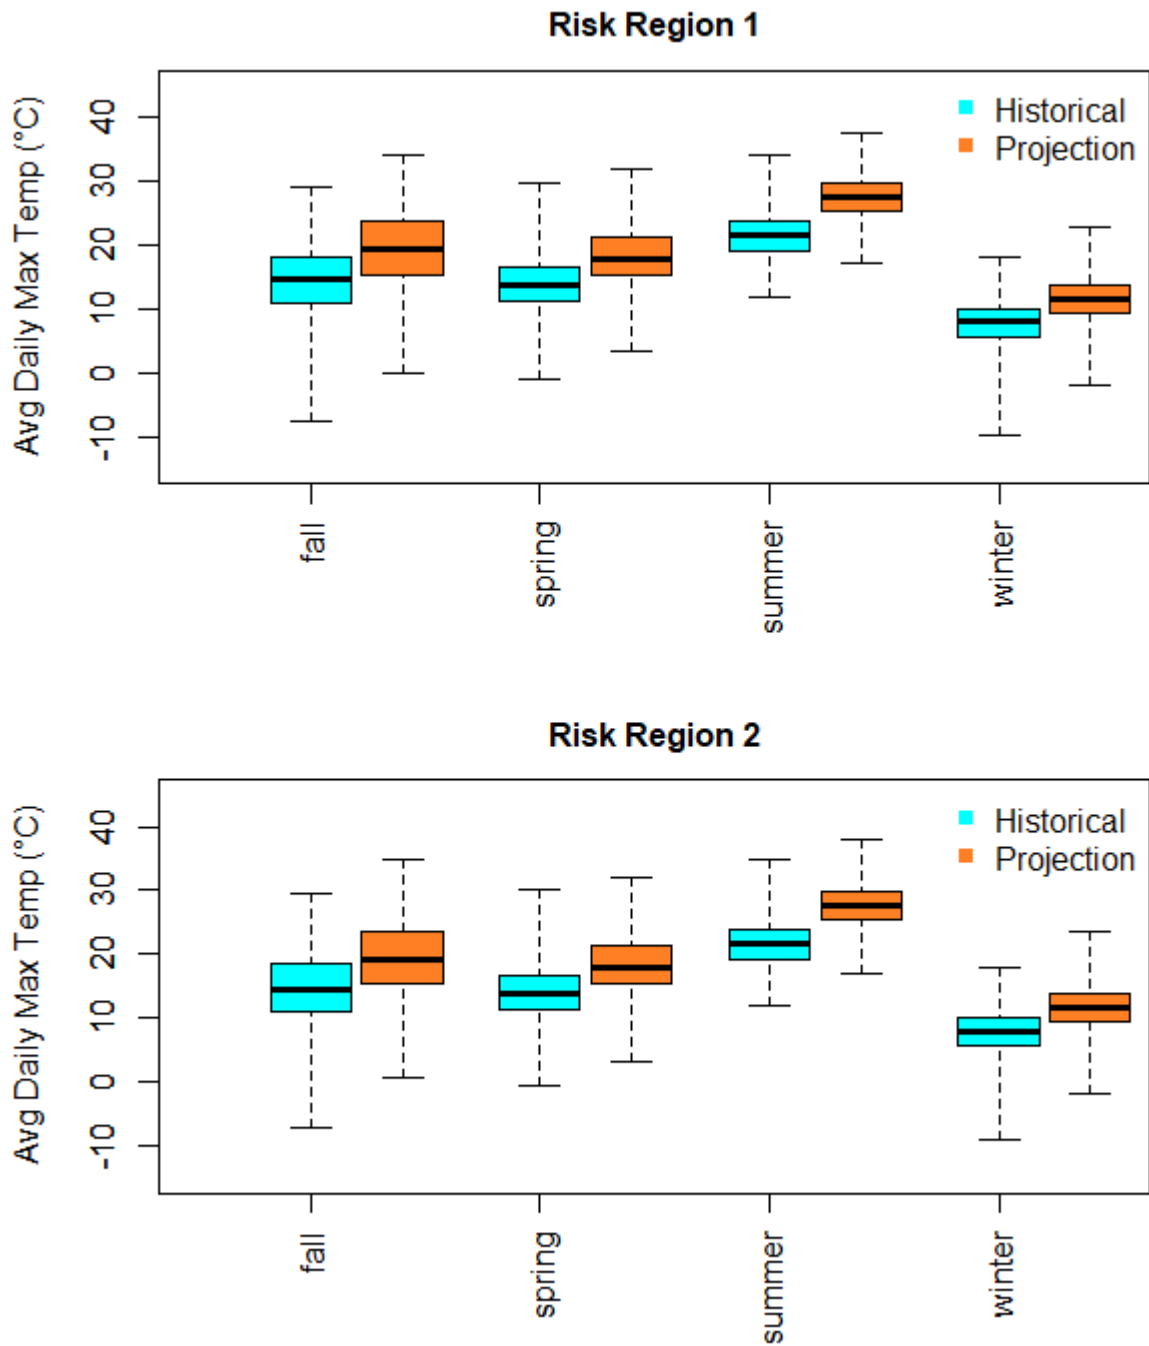 Risk Region 1
Avg Daily Max Temp (°C)
40
30
20
10
0
-10
Historical
Projection
fall
spring
summer
winter
Risk Region 2
Avg Daily Max Temp (°C)
40
30
20
10
0
-10
Historical
Projection
fall
spring
summer
winter